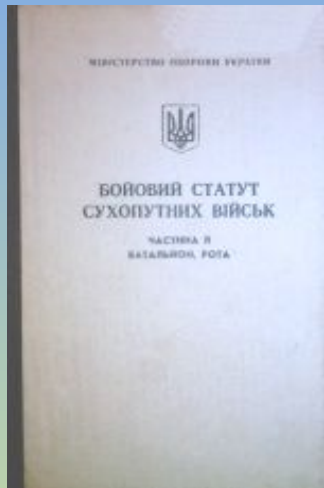 МІНІСТЕРСТВО ОБОРОНИ УКРАЇНИ
БОЙОВИЙ СТАТУТ
СУХОПУТНИХ ВІЙСЬК
ЧАСТИНА II
БАТАЛЬЙОН, РОТА